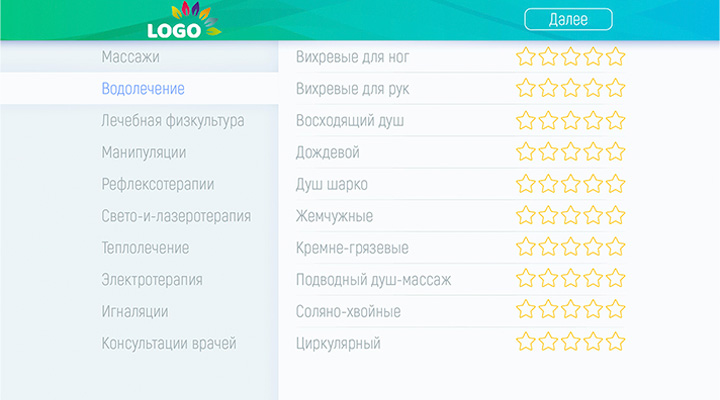 LOGO
Далее
Массажи
Водолечение
Лечебная физкультура
Манипуляции
Рефлексотерапии
Свето-и-лазеротерапия
Теплолечение
Электротерапия
Игналяции
Консультации врачей
Вихревые для ног
Вихревые для рук
Восходящий душ
Дождевой
Душ шарко
Жемчужные
Кремне-грязевые
Подводный душ-массаж
Соляно-хвойные
Циркулярный